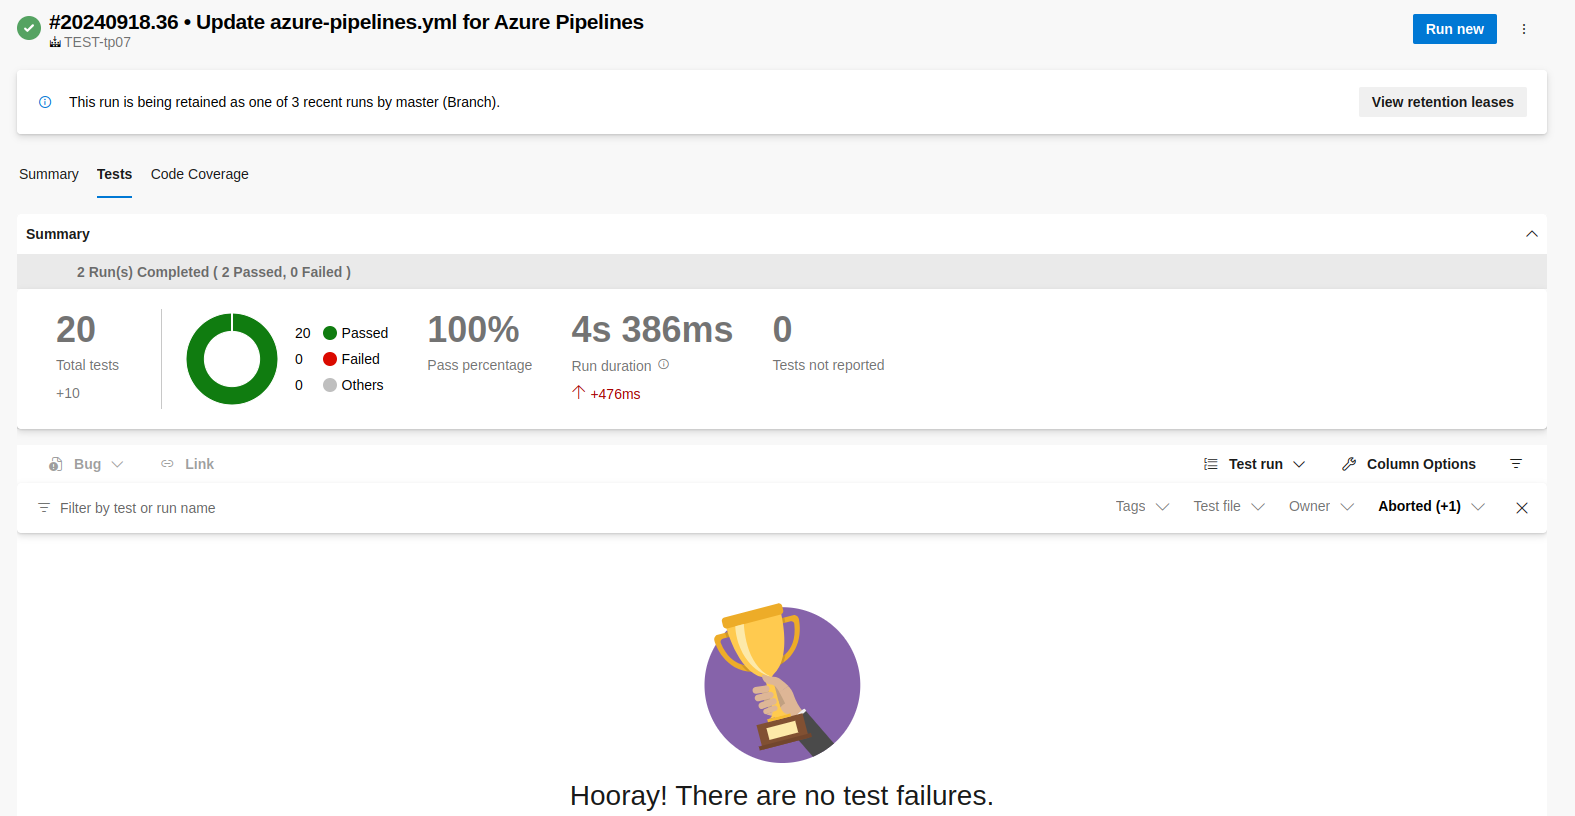 #20240918.36 • Update azure-pipelines.yml for Azure Pipelines
TEST-tp07
Run new
This run is being retained as one of 3 recent runs by master (Branch).
View retention leases
Summary Tests Code Coverage
Summary
2 Run(s) Completed ( 2 Passed, 0 Failed )
20
Total tests
+10
20 Passed
0 Failed
0 Others
100%
Pass percentage
4s 386ms
Run duration
+476ms
0
Tests not reported
Bug Link Test run Column Options
Filter by test or run name Tags Test file Owner Aborted (+1)
Hooray! There are no test failures.